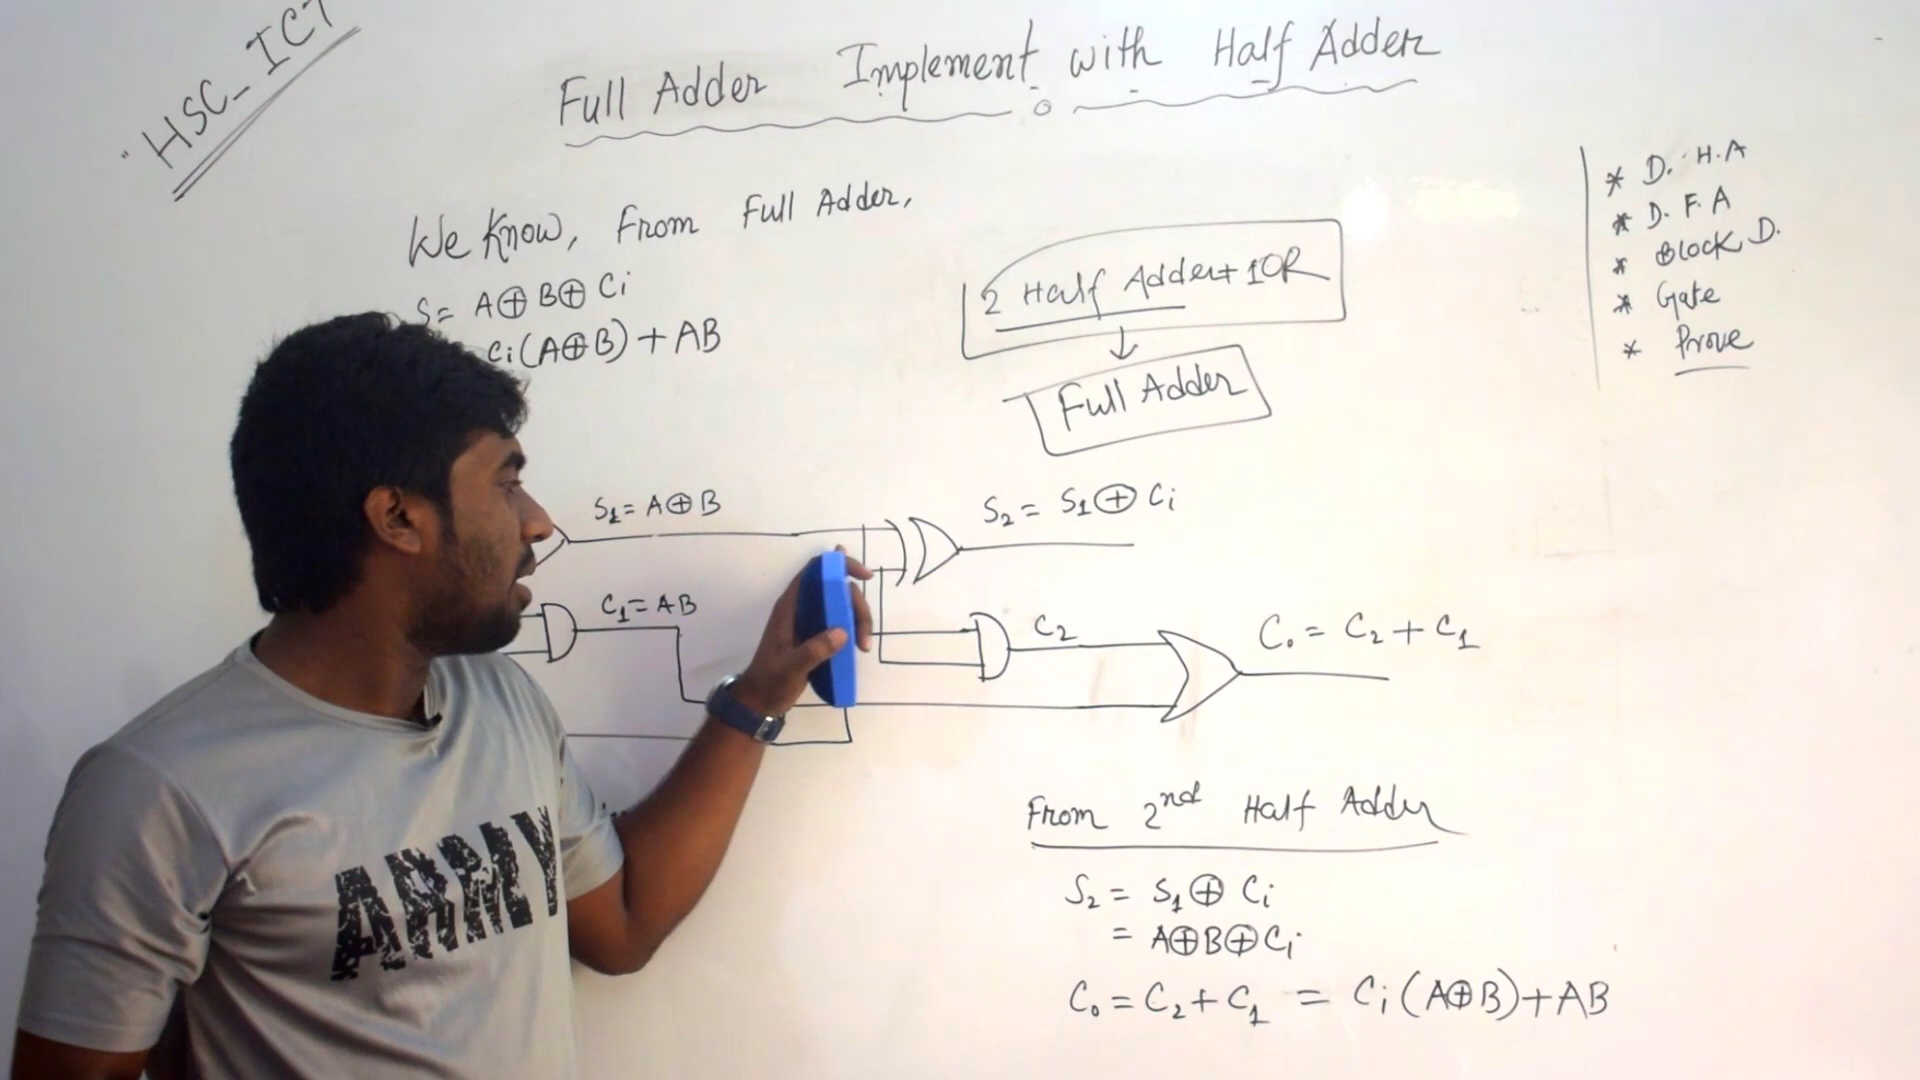 "HSC_ICT
Full Adder Implement with Half Adder
We Know, From Full Adder,
S= A⊕B⊕Ci
Ci(A⊕B)+AB
2 Half Adder+1OR
↓
Full Adder
* D. H.A
* D. F. A
* Block D.
* Gate
* Prove
S1= A⊕B
S2= S1⊕Ci
C1=AB
C2
C0= C2+C1
ARMY
From 2nd Half Adder
S2= S1⊕Ci
= A⊕B⊕Ci
C0=C2+C1 = Ci(A⊕B)+AB